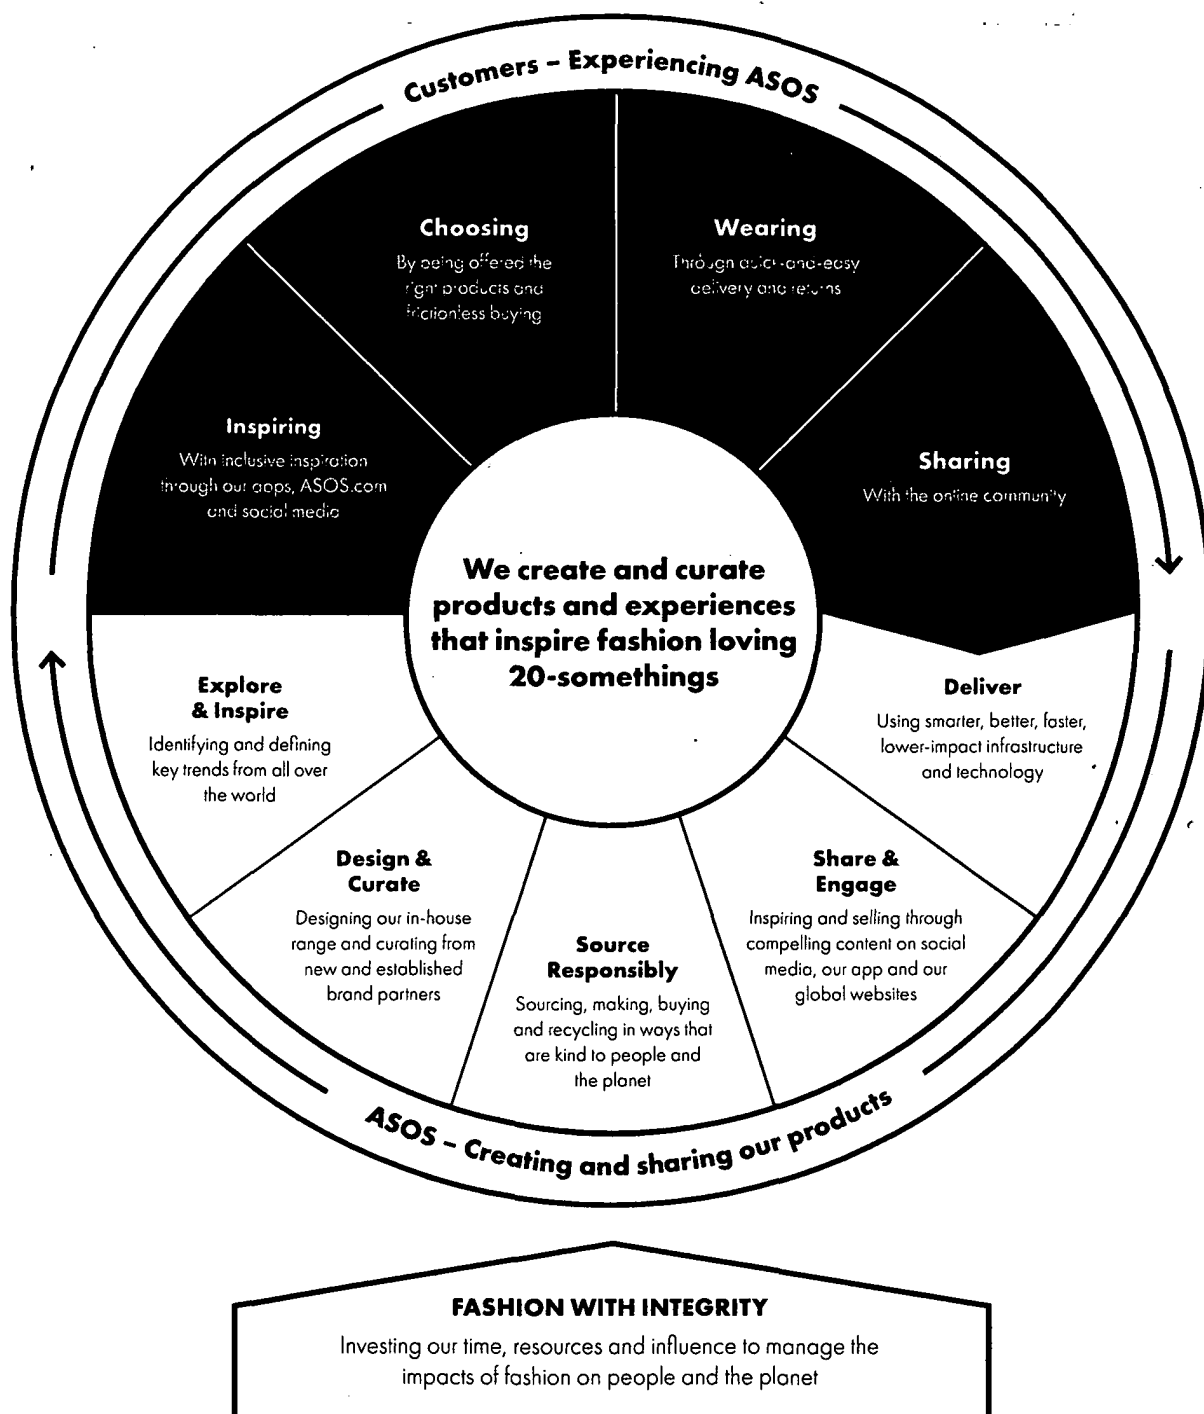 Customers – Experiencing ASOS
Choosing
By being offered the
right products and
frictionless buying
Wearing
Through quick-and-easy
delivery and returns
Inspiring
With inclusive inspiration
through our apps, ASOS.com
and social media
Sharing
With the online community
We create and curate
products and experiences
that inspire fashion loving
20-somethings
Explore
& Inspire
Identifying and defining
key trends from all over
the world
Deliver
Using smarter, better, faster,
lower-impact infrastructure
and technology
Design &
Curate
Designing our in-house
range and curating from
new and established
brand partners
Share &
Engage
Inspiring and selling through
compelling content on social
media, our app and our
global websites
Source
Responsibly
Sourcing, making, buying
and recycling in ways that
are kind to people and
the planet
ASOS – Creating and sharing our products
FASHION WITH INTEGRITY
Investing our time, resources and influence to manage the
impacts of fashion on people and the planet